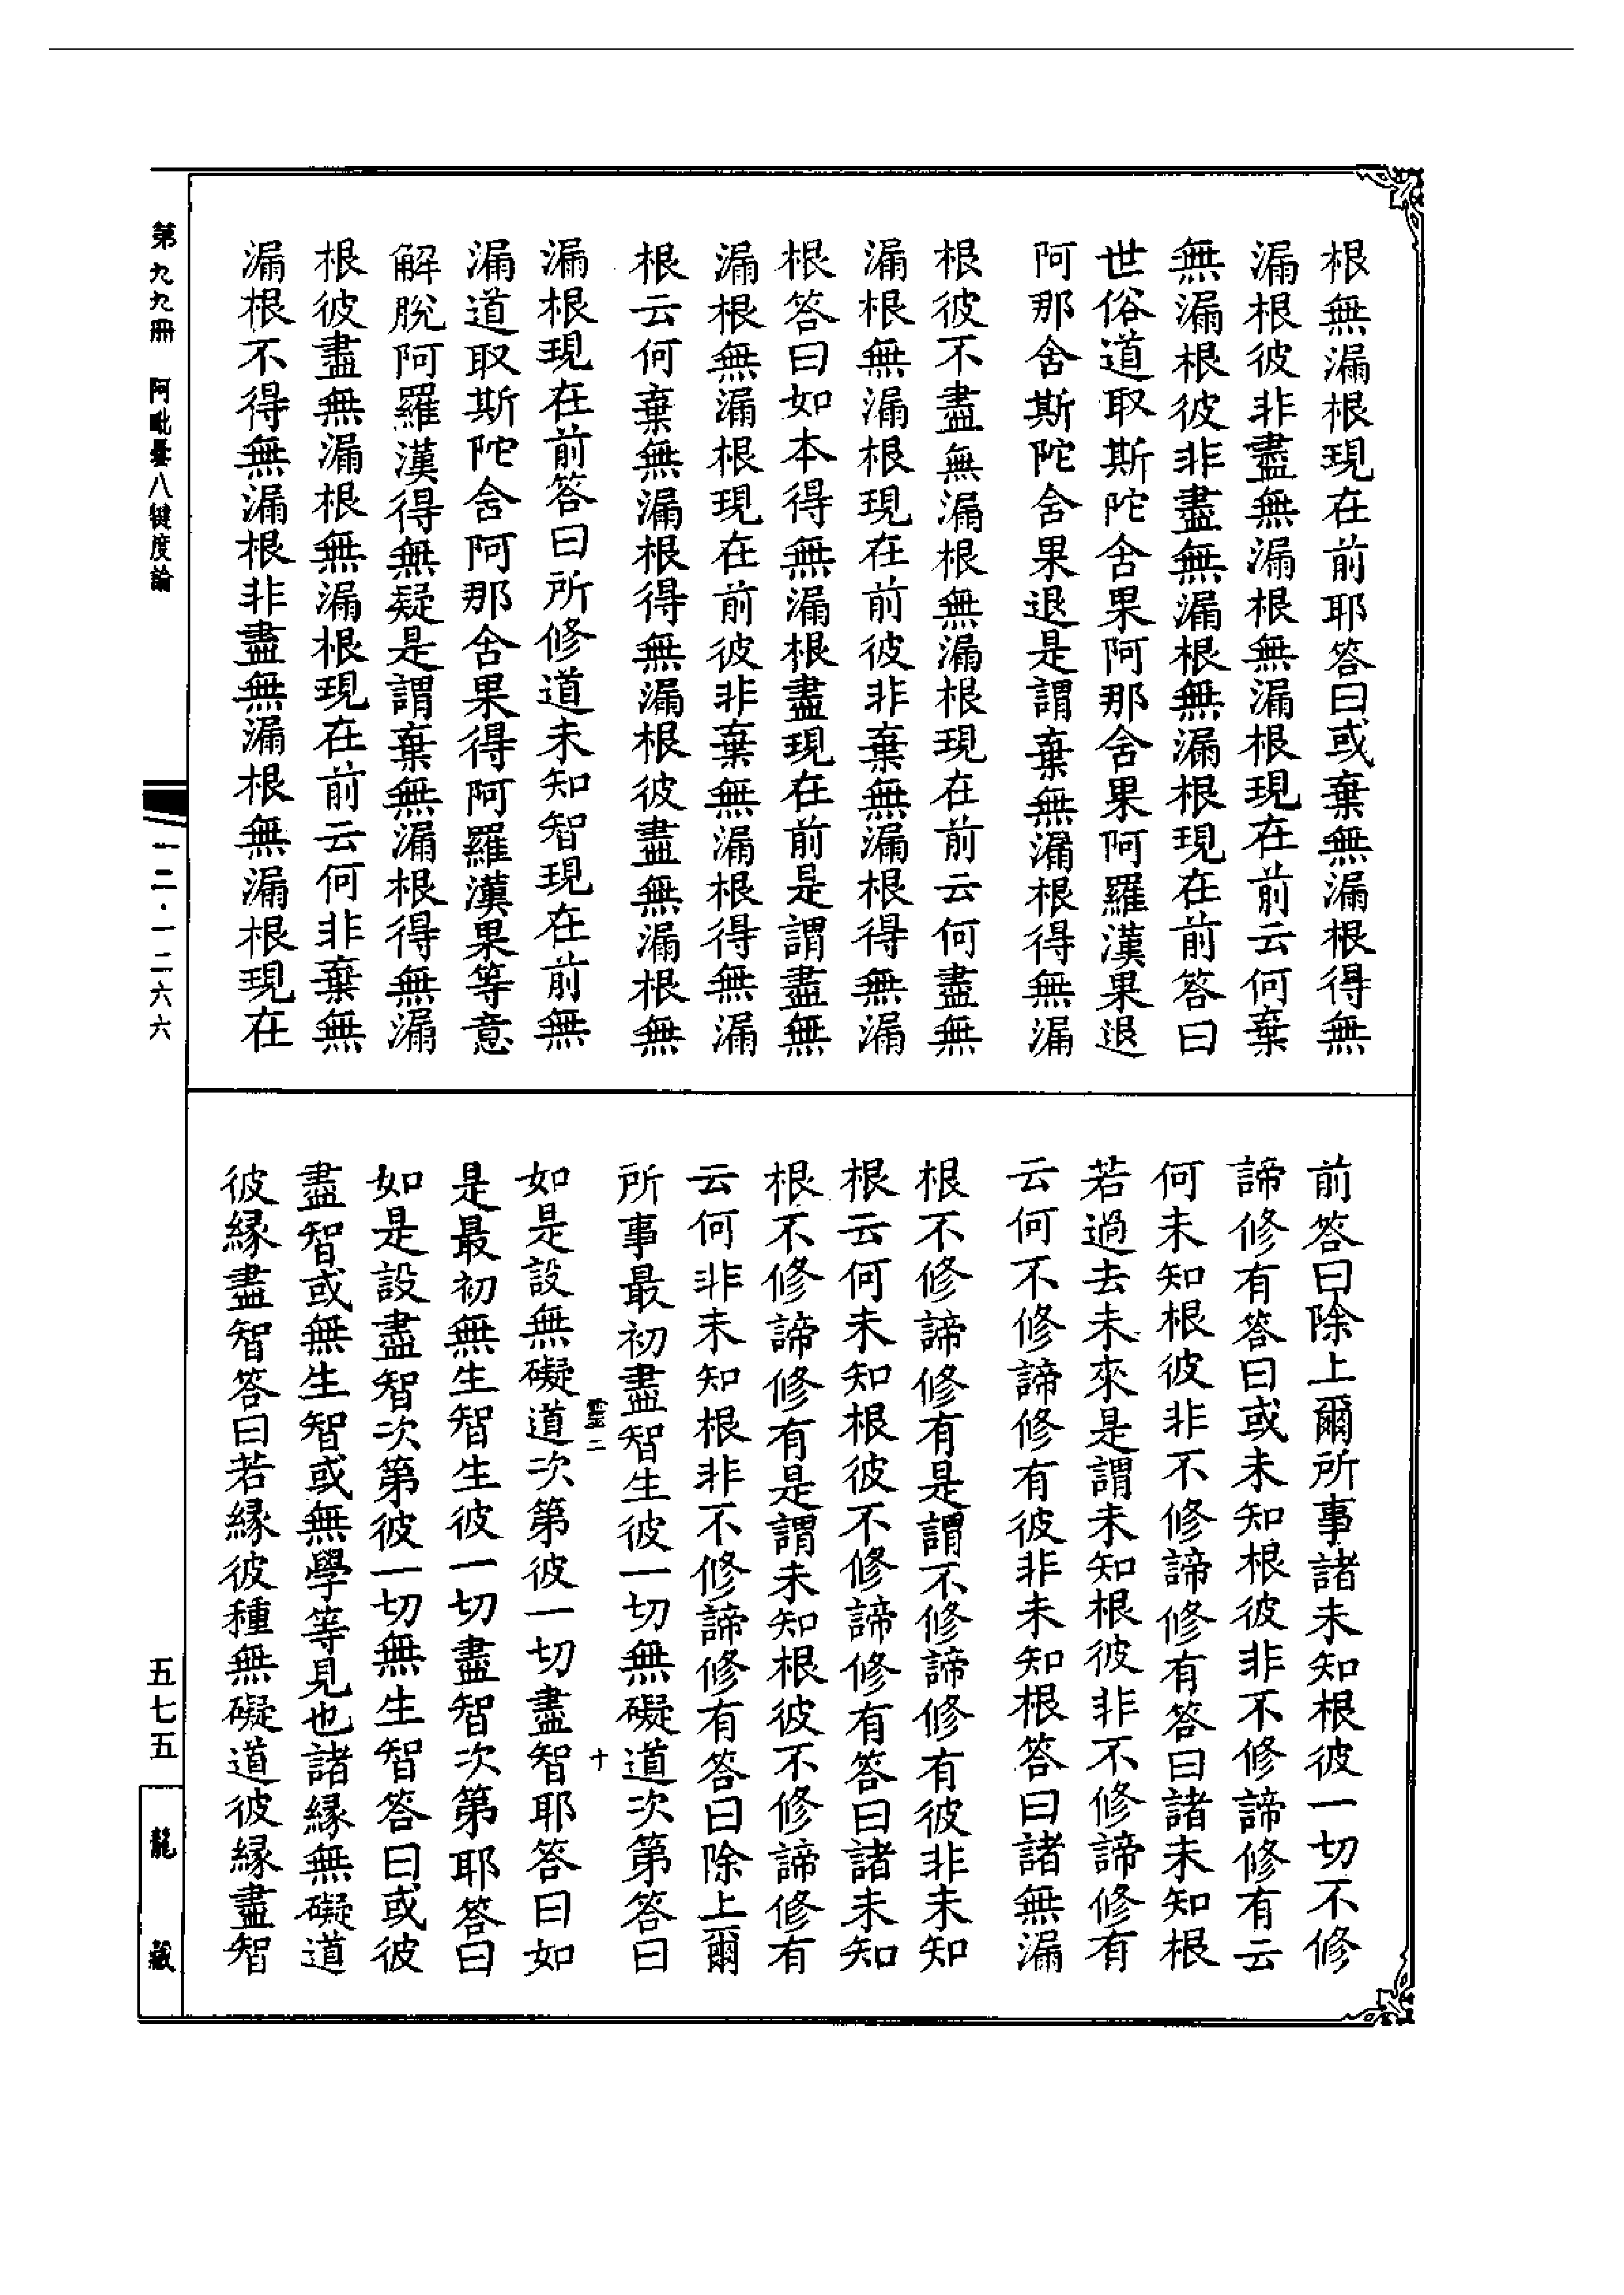 根無漏根現在前耶答曰或棄無漏根得無
漏根彼非盡無漏根無漏根現在前云何棄
無漏根彼非盡無漏根無漏根現在前答曰
世俗道取斯陀含果阿那含果阿羅漢果退
阿那含斯陀含果退是謂棄無漏根得無漏
根彼不盡無漏根無漏根現在前云何盡無
漏根無漏根現在前彼非棄無漏根得無漏
根答曰如本得無漏根盡現在前是謂盡無
漏根無漏根現在前彼非棄無漏根得無漏
根云何棄無漏根得無漏根彼盡無漏根無
漏根現在前答曰所修道未知智現在前無
漏道取斯陀含阿那含果得阿羅漢果等意
解脫阿羅漢得無疑是謂棄無漏根得無漏
根彼盡無漏根無漏根現在前云何非棄無
漏根不得無漏根非盡無漏根無漏根現在
前答曰除上爾所事諸未知根彼一切不修
諦修有答曰或未知根彼非不修諦修有云
何未知根彼非不修諦修有答曰諸未知根
若過去未來是謂未知根彼非不修諦修有
云何不修諦修有彼非未知根答曰諸無漏
根不修諦修有是謂不修諦修有彼非未知
根云何未知根彼不修諦修有答曰諸未知
根不修諦修有是謂未知根彼不修諦修有
云何非未知根非不修諦修有答曰除上爾
所事最初盡智生彼一切無礙道次第答曰
靈二 十
如是設無礙道次第彼一切盡智耶答曰如
是最初無生智生彼一切盡智次第耶答曰
如是設盡智次第彼一切無生智答曰或彼
盡智或無生智或無學等見也諸緣無礙道
彼緣盡智答曰若緣彼種無礙道彼緣盡智
第九九冊 阿毗曇八犍度論
一二·一二六六
五七五
龍藏